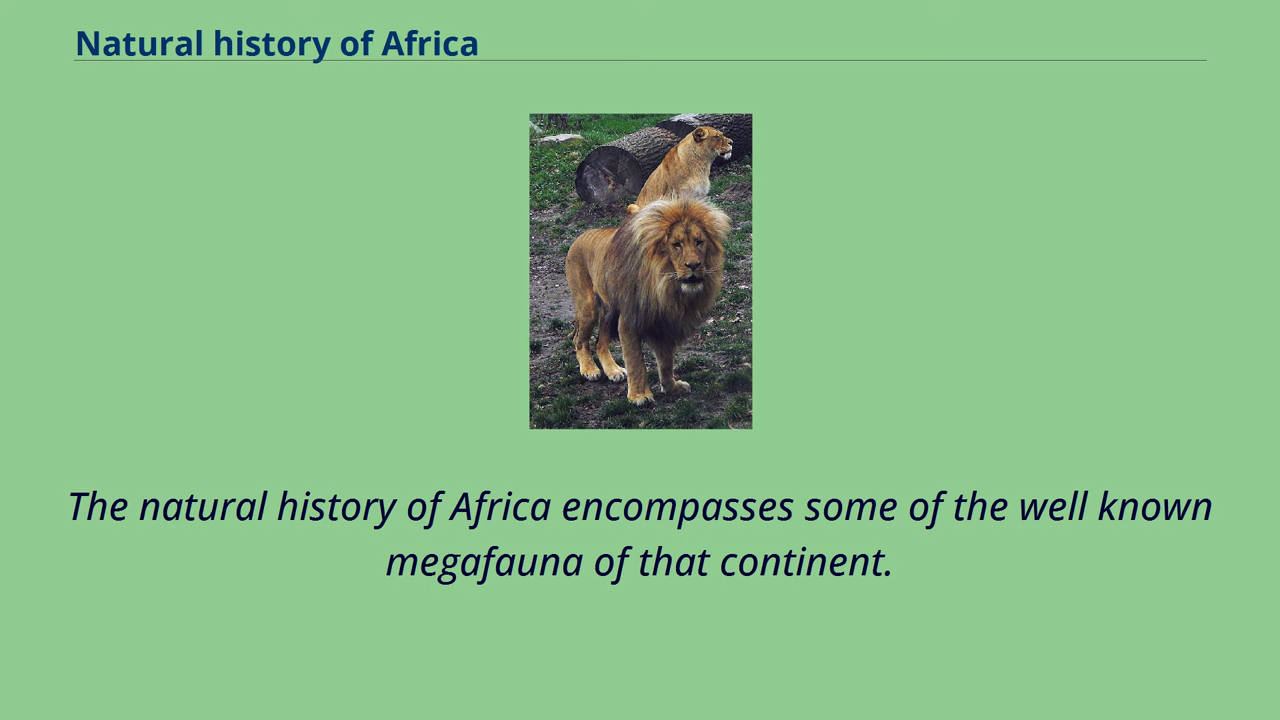 Natural history of Africa
The natural history of Africa encompasses some of the well known
megafauna of that continent.